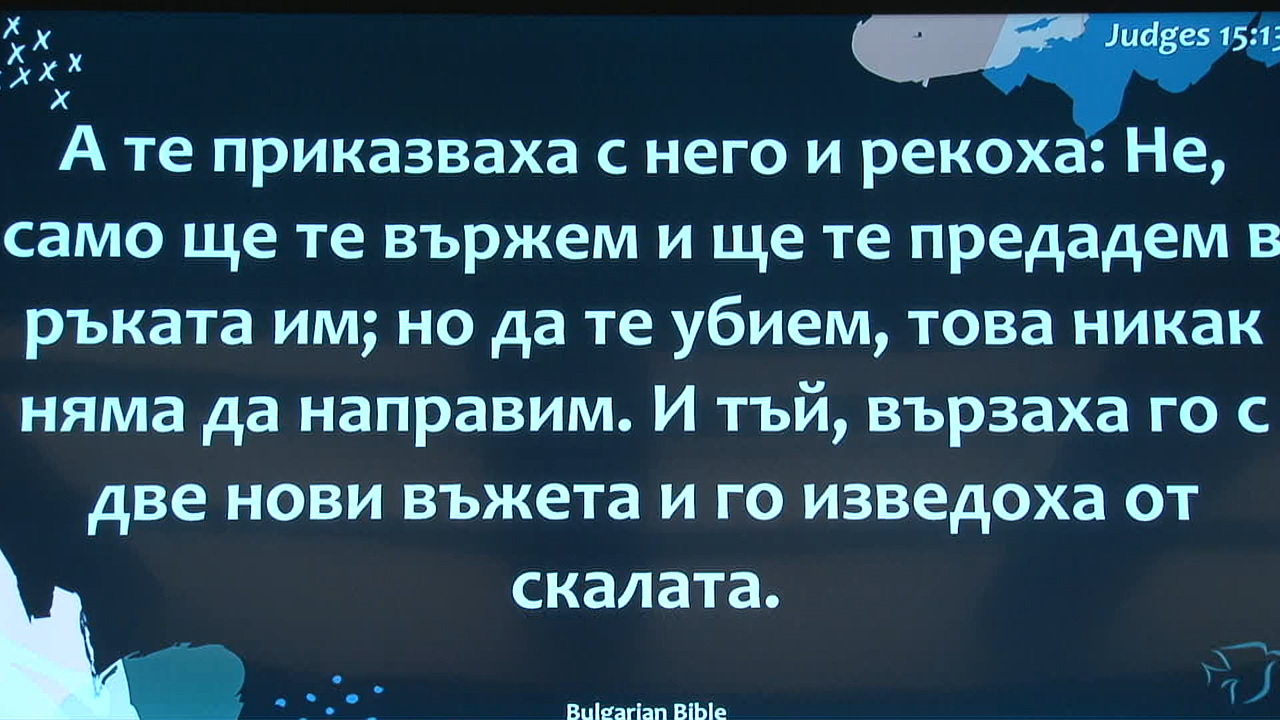 Judges 15:13
А те приказваха с него и рекоха: Не,
само ще те вържем и ще те предадем в
ръката им; но да те убием, това никак
няма да направим. И тъй, вързаха го с
две нови въжета и го изведоха от
скалата.
Bulgarian Bible